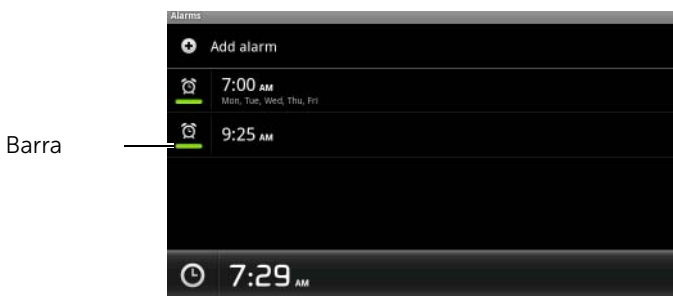 Alarms
Add alarm
7:00 AM
Mon, Tue, Wed, Thu, Fri
Barra
9:25 AM
7:29 AM